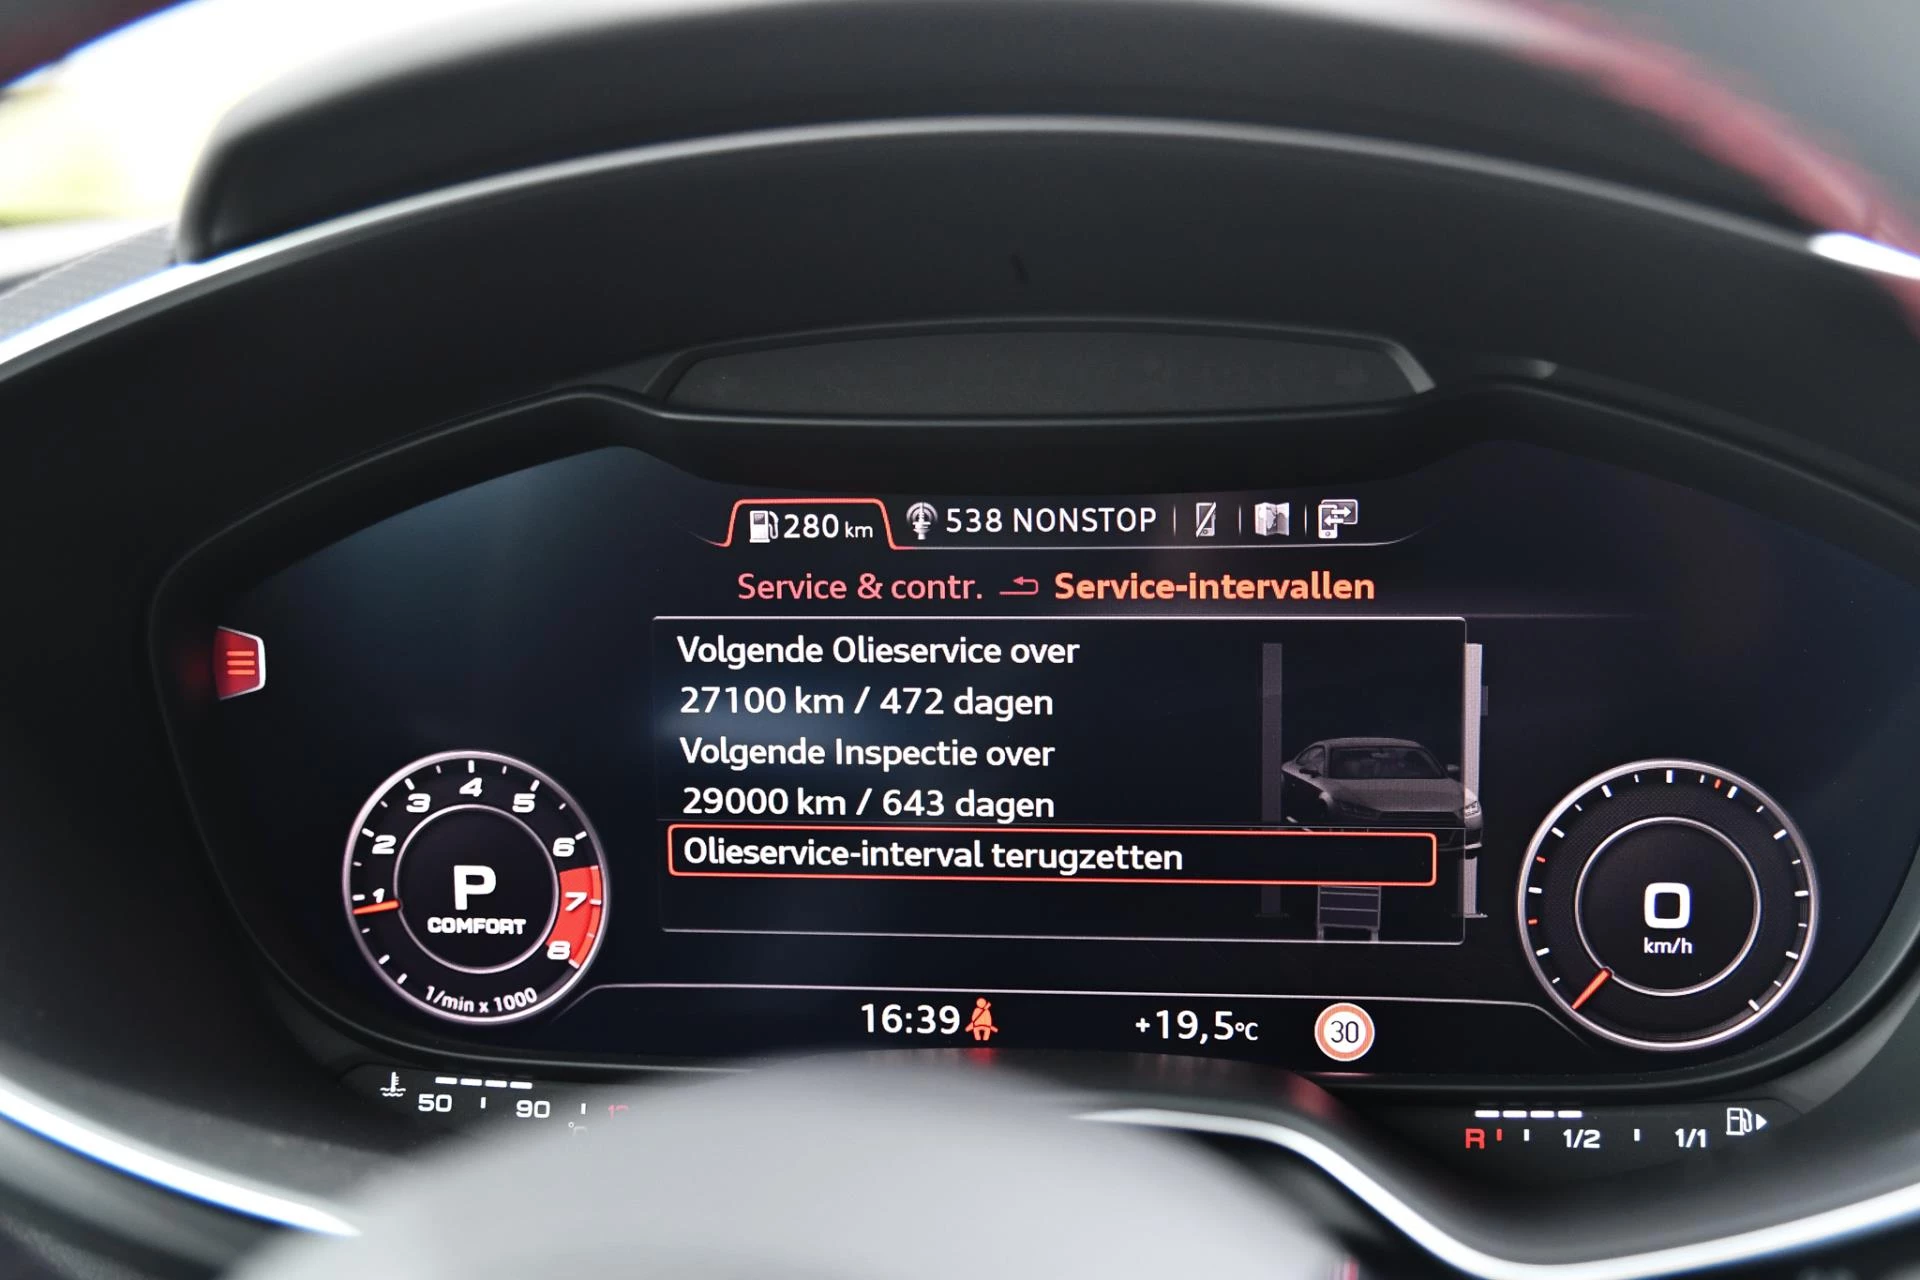 280 km
538 NONSTOP
Service & contr.
Service-intervallen
Volgende Olieservice over
27100 km / 472 dagen
Volgende Inspectie over
29000 km / 643 dagen
Olieservice-interval terugzetten
1
2
3
4
5
6
7
8
P
COMFORT
1/min x 1000
0
km/h
16:39
+19,5°C
30
50
90
°C
R
1/2
1/1